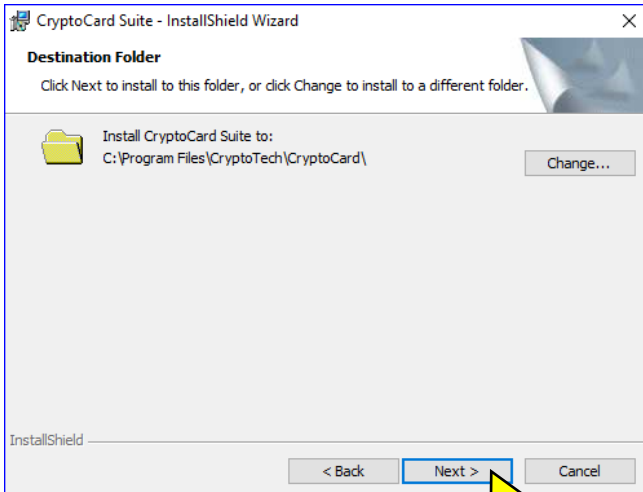 CryptoCard Suite - InstallShield Wizard
Destination Folder
Click Next to install to this folder, or click Change to install to a different folder.
Install CryptoCard Suite to:
C:\Program Files\CryptoTech\CryptoCard\
Change...
InstallShield
< Back
Next >
Cancel